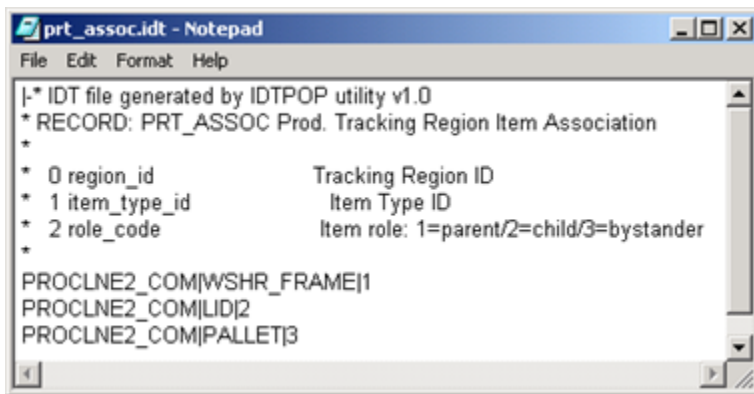 prt_assoc.idt - Notepad
File Edit Format Help
|-* IDT file generated by IDTPOP utility v1.0
* RECORD: PRT_ASSOC Prod. Tracking Region Item Association
*
* 0 region_id Tracking Region ID
* 1 item_type_id Item Type ID
* 2 role_code Item role: 1=parent/2=child/3=bystander
*
PROCLNE2_COM|WSHR_FRAME|1
PROCLNE2_COM|LID|2
PROCLNE2_COM|PALLET|3